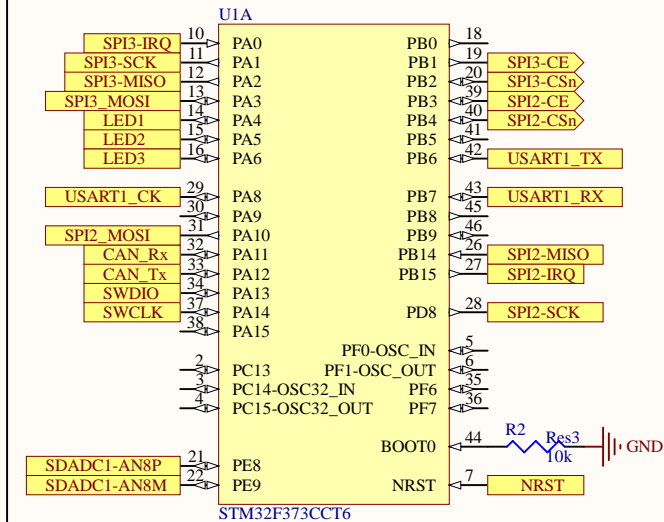 U1A
SPI3-IRQ 10 PA0 PB0 18
SPI3-SCK 11 PA1 PB1 19 SPI3-CE
SPI3-MISO 12 PA2 PB2 20 SPI3-CSn
SPI3_MOSI 13 PA3 PB3 39 SPI2-CE
LED1 14 PA4 PB4 40 SPI2-CSn
LED2 15 PA5 PB5 41
LED3 16 PA6 PB6 42 USART1_TX
USART1_CK 29 PA8 PB7 43 USART1_RX
30 PA9 PB8 45
SPI2_MOSI 31 PA10 PB9 46
CAN_Rx 32 PA11 PB14 26 SPI2-MISO
CAN_Tx 33 PA12 PB15 27 SPI2-IRQ
SWDIO 34 PA13
SWCLK 37 PA14 PD8 28 SPI2-SCK
38 PA15
PF0-OSC_IN 5
2 PC13 PF1-OSC_OUT 6
3 PC14-OSC32_IN PF6 35
4 PC15-OSC32_OUT PF7 36
R2 Res3
BOOT0 44 10k GND
SDADC1-AN8P 21 PE8
SDADC1-AN8M 22 PE9 NRST 7 NRST
STM32F373CCT6